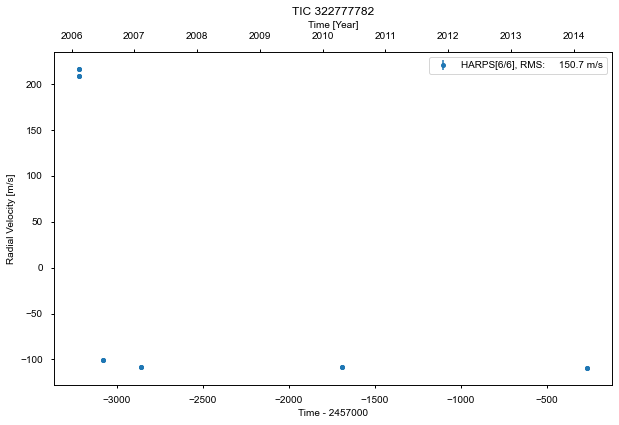 TIC 322777782
Time [Year]
2006 2007 2008 2009 2010 2011 2012 2013 2014
HARPS[6/6], RMS: 150.7 m/s
Radial Velocity [m/s]
200
150
100
50
0
−50
−100
−3000 −2500 −2000 −1500 −1000 −500
Time - 2457000